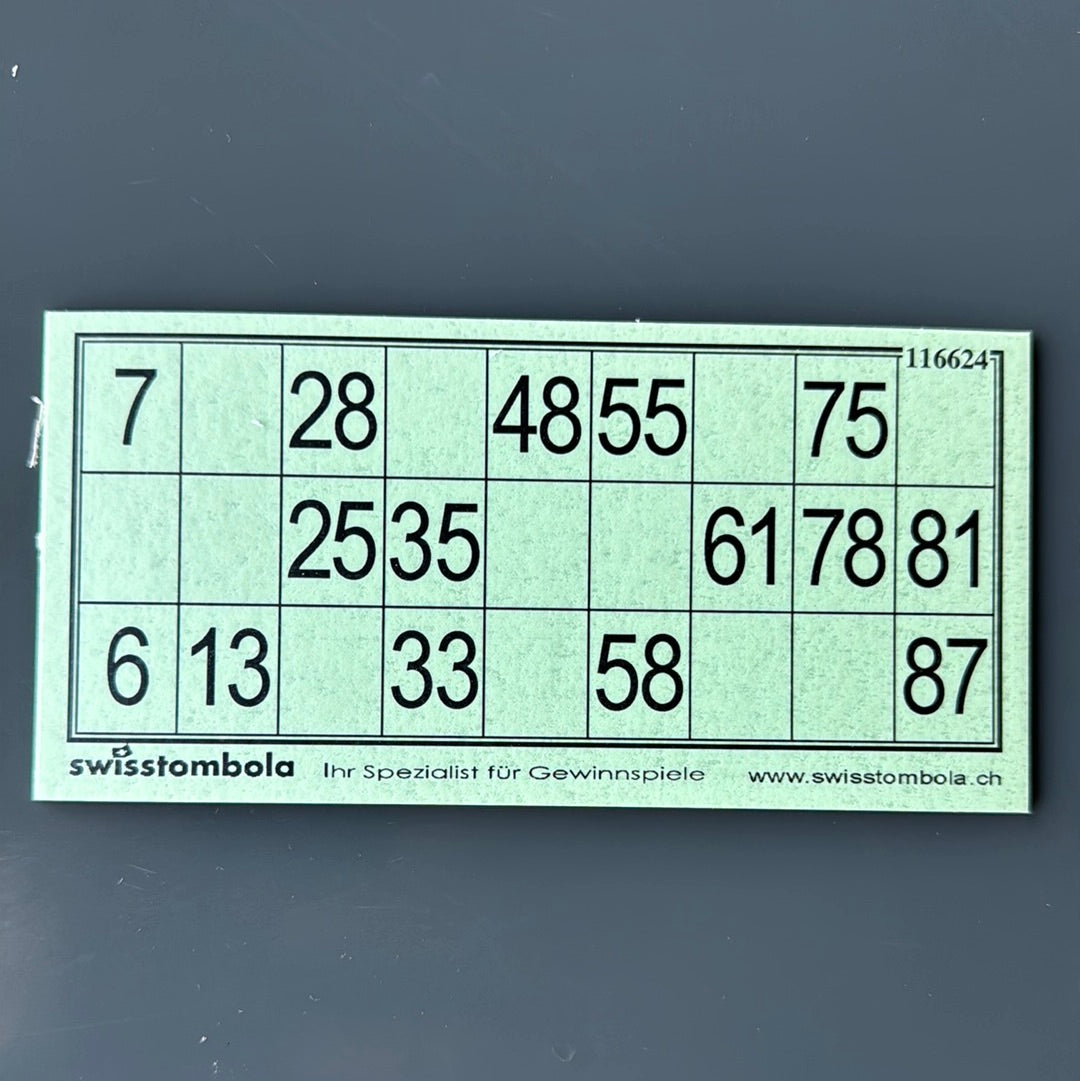 116624
7 28 48 55 75
25 35 61 78 81
6 13 33 58 87
swisstombola Ihr Spezialist für Gewinnspiele www.swisstombola.ch